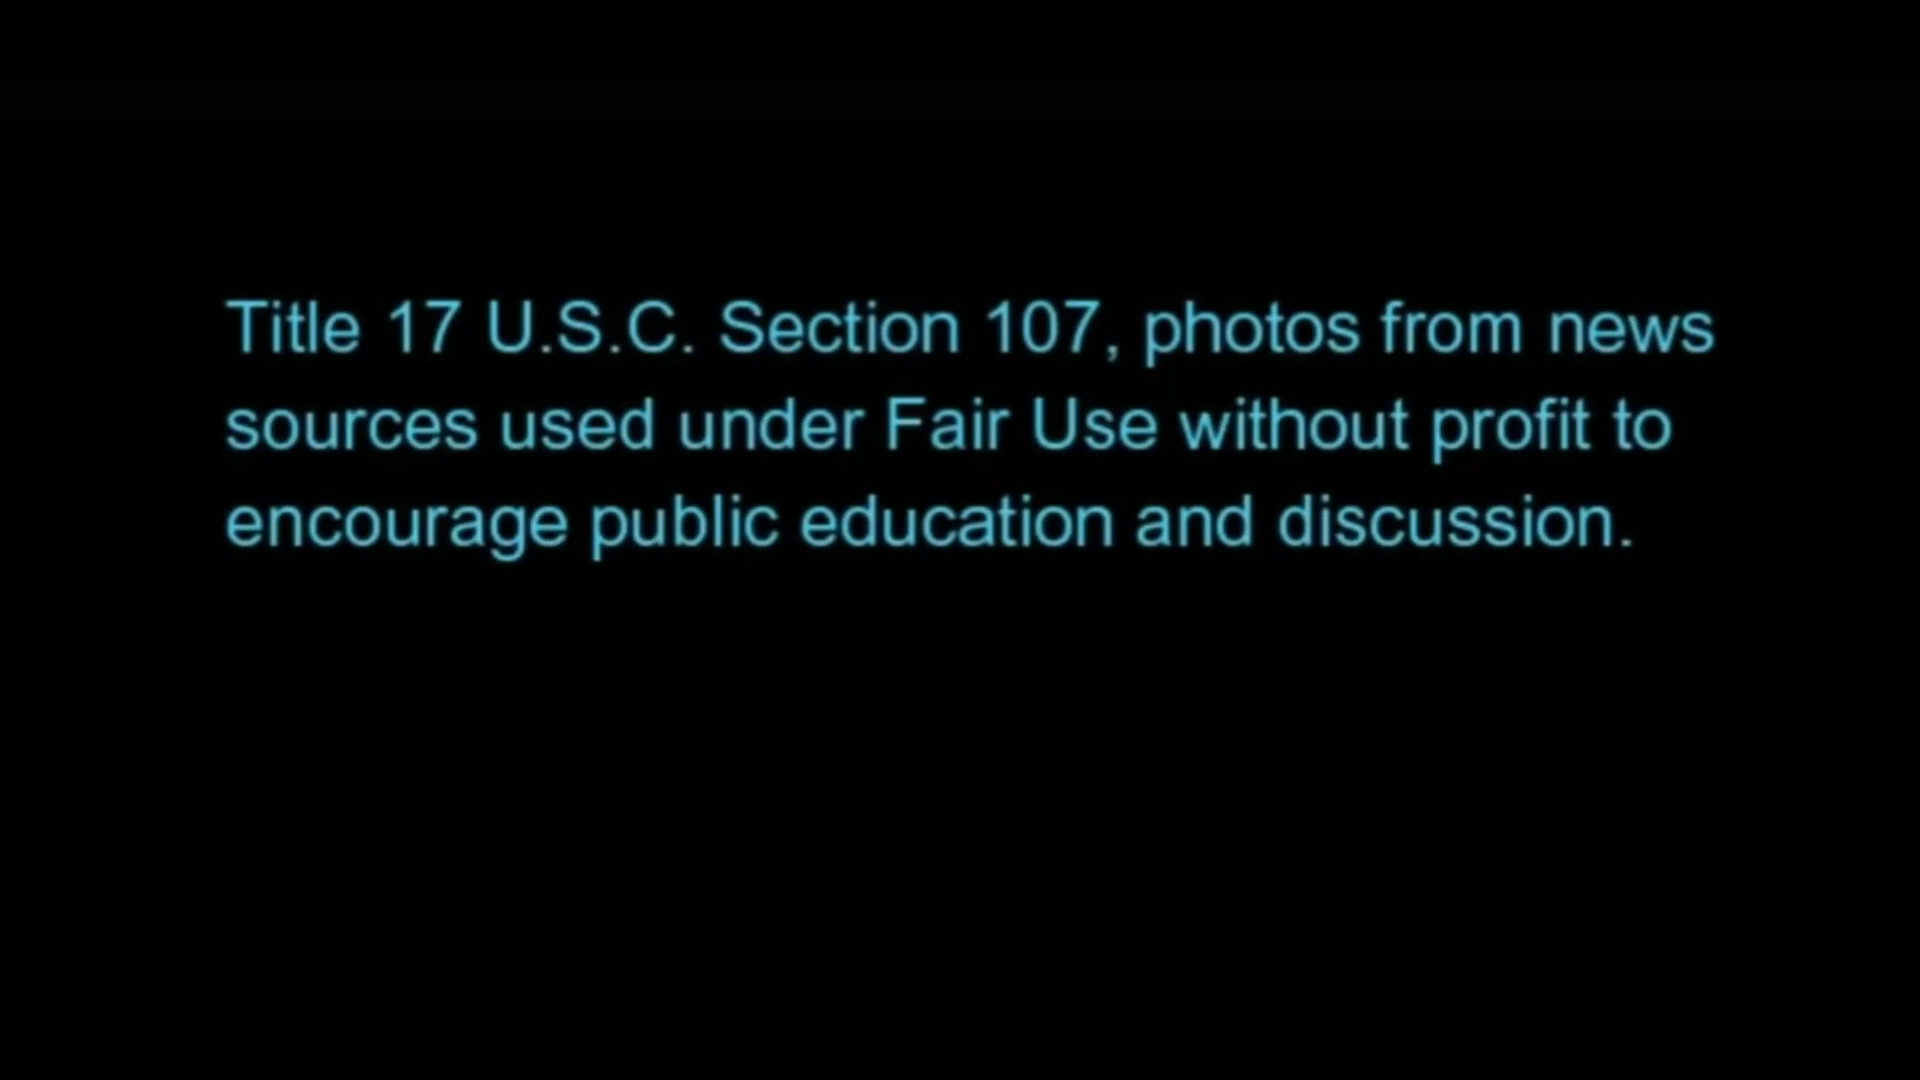 Title 17 U.S.C. Section 107, photos from news
sources used under Fair Use without profit to
encourage public education and discussion.